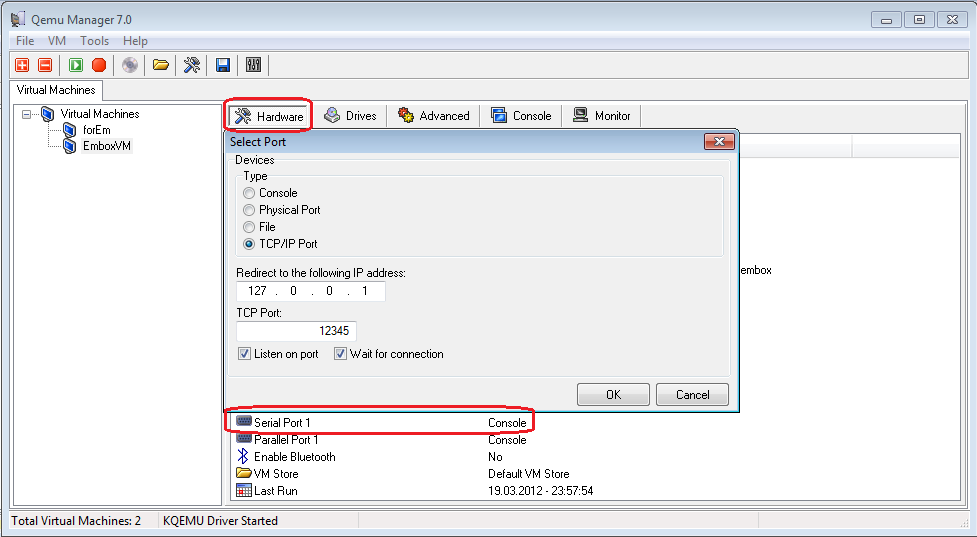 Qemu Manager 7.0
File VM Tools Help
Virtual Machines
Virtual Machines
forEm
EmboxVM
Hardware Drives Advanced Console Monitor
Select Port
Devices
Type
Console
Physical Port
File
TCP/IP Port
Redirect to the following IP address:
127 . 0 . 0 . 1
embox
TCP Port:
12345
Listen on port Wait for connection
OK Cancel
Serial Port 1 Console
Parallel Port 1 Console
Enable Bluetooth No
VM Store Default VM Store
Last Run 19.03.2012 - 23:57:54
Total Virtual Machines: 2 KQEMU Driver Started